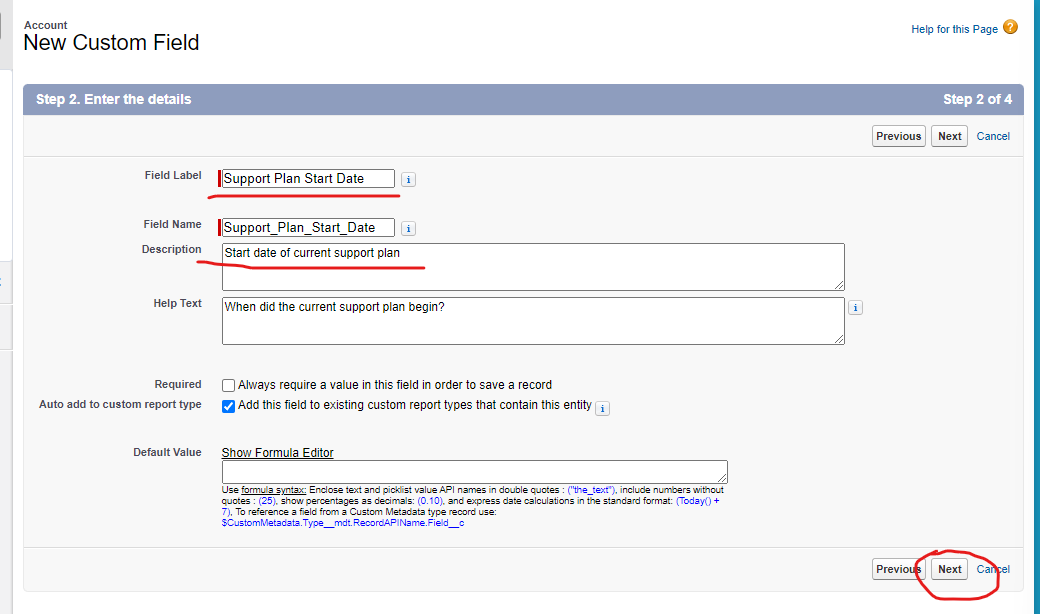 Account
New Custom Field
Help for this Page ?
Step 2. Enter the details
Step 2 of 4
Previous Next Cancel
Field Label Support Plan Start Date i
Field Name Support_Plan_Start_Date i
Description Start date of current support plan
Help Text When did the current support plan begin? i
Required Always require a value in this field in order to save a record
Auto add to custom report type Add this field to existing custom report types that contain this entity i
Default Value Show Formula Editor
Use formula syntax: Enclose text and picklist value API names in double quotes : ("the_text"), include numbers without
quotes : (25), show percentages as decimals: (0.10), and express date calculations in the standard format: (Today() +
7), To reference a field from a Custom Metadata type record use:
$CustomMetadata.Type__mdt.RecordAPIName.Field__c
Previous Next Cancel